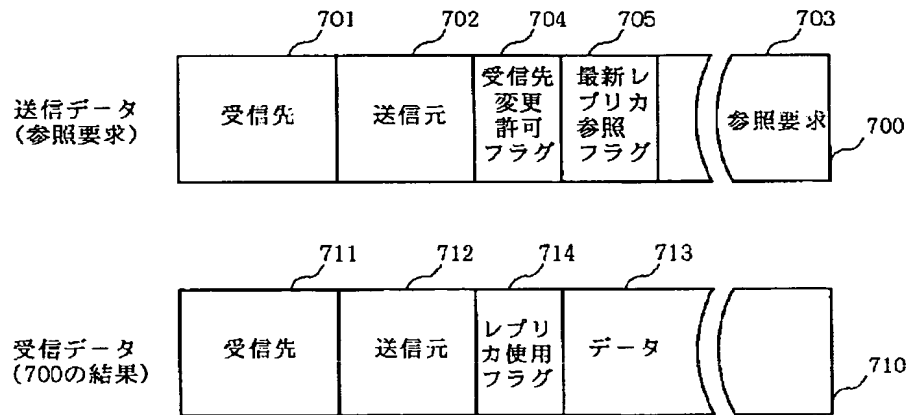 701
702
704
705
703
送信データ
(参照要求)
受信先
送信元
受信先
変更
許可
フラグ
最新レ
プリカ
参照
フラグ
参照要求
700
711
712
714
713
受信データ
(700の結果)
受信先
送信元
レプリ
カ使用
フラグ
データ
710